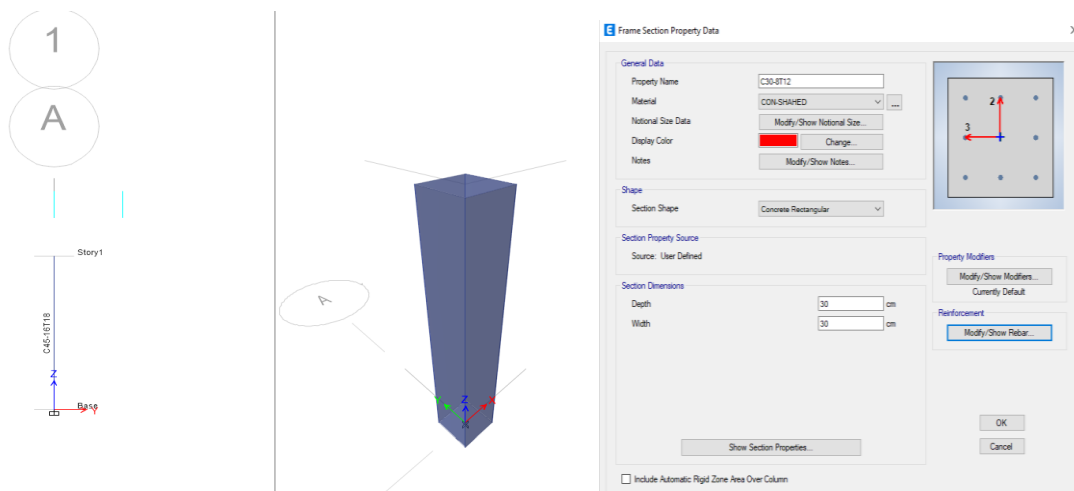 1
A
Story1
C45-16T18
Z
Base
Y
A
Y
Z
X
E Frame Section Property Data
General Data
Property Name C30-8T12
Material CON-SHAHED ...
Notional Size Data Modify/Show Notional Size...
Display Color Change...
Notes Modify/Show Notes...
2
3
Shape
Section Shape Concrete Rectangular
Section Property Source
Source: User Defined
Property Modifiers
Modify/Show Modifiers...
Currently Default
Section Dimensions
Depth 30 cm
Width 30 cm
Reinforcement
Modify/Show Rebar...
OK
Show Section Properties...
Cancel
Include Automatic Rigid Zone Area Over Column